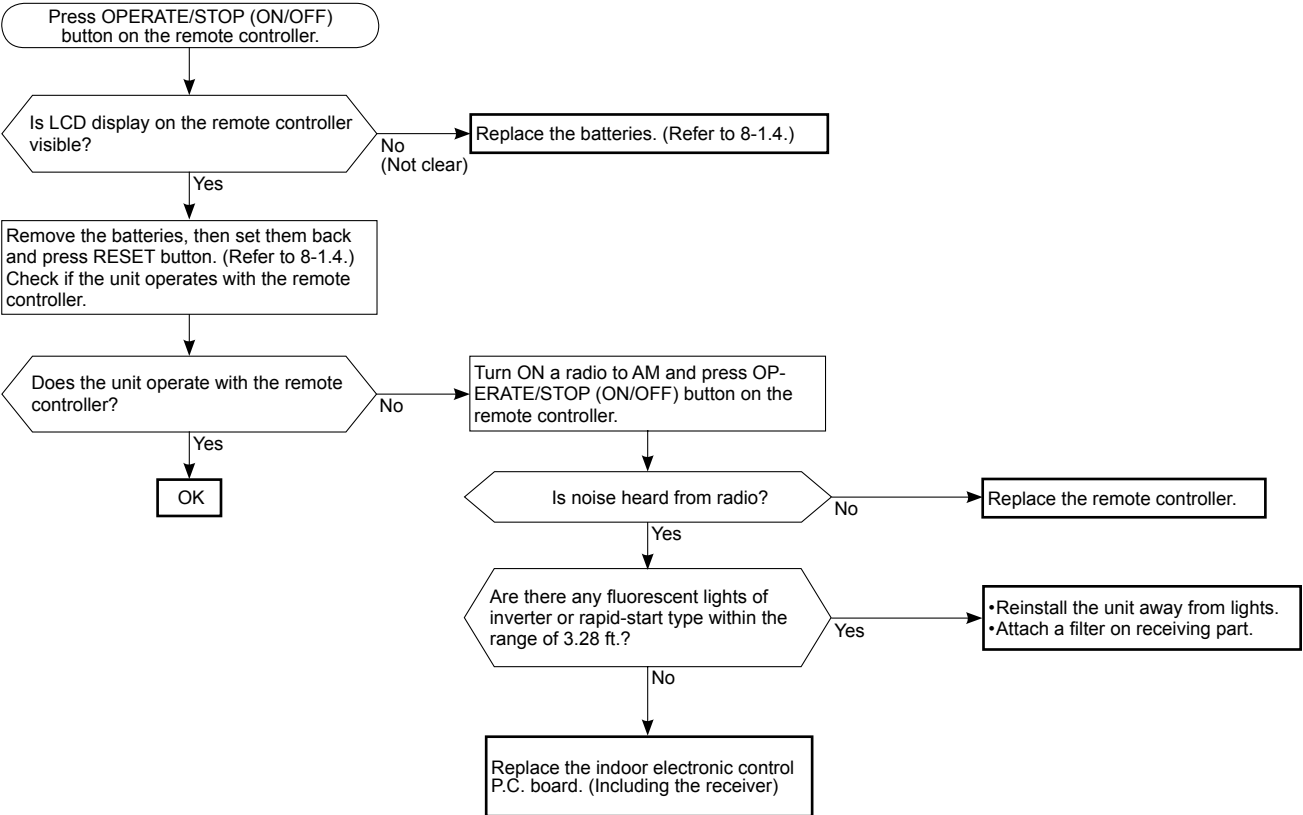 Press OPERATE/STOP (ON/OFF)
button on the remote controller.
Is LCD display on the remote controller
visible?
No
(Not clear)
Replace the batteries. (Refer to 8-1.4.)
Yes
Remove the batteries, then set them back
and press RESET button. (Refer to 8-1.4.)
Check if the unit operates with the remote
controller.
Does the unit operate with the remote
controller?
No
Yes
OK
Turn ON a radio to AM and press OP-
ERATE/STOP (ON/OFF) button on the
remote controller.
Is noise heard from radio?
No
Replace the remote controller.
Yes
Are there any fluorescent lights of
inverter or rapid-start type within the
range of 3.28 ft.?
Yes
•Reinstall the unit away from lights.
•Attach a filter on receiving part.
No
Replace the indoor electronic control
P.C. board. (Including the receiver)